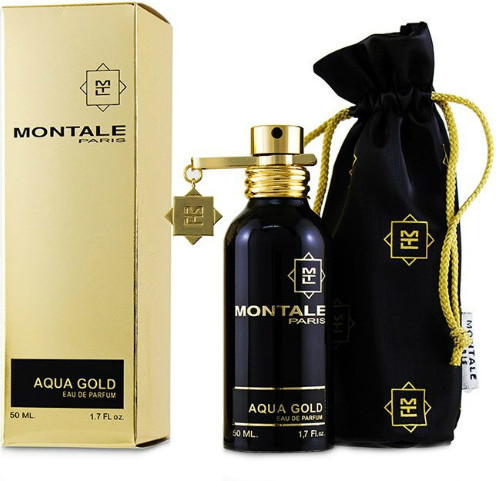 MONTALE
PARIS
AQUA GOLD
EAU DE PARFUM
50 ML. 1.7 FL oz.
MONTALE
PARIS
AQUA GOLD
EAU DE PARFUM
50 ML. 1,7 Fl. oz.
MONTALE
PARIS